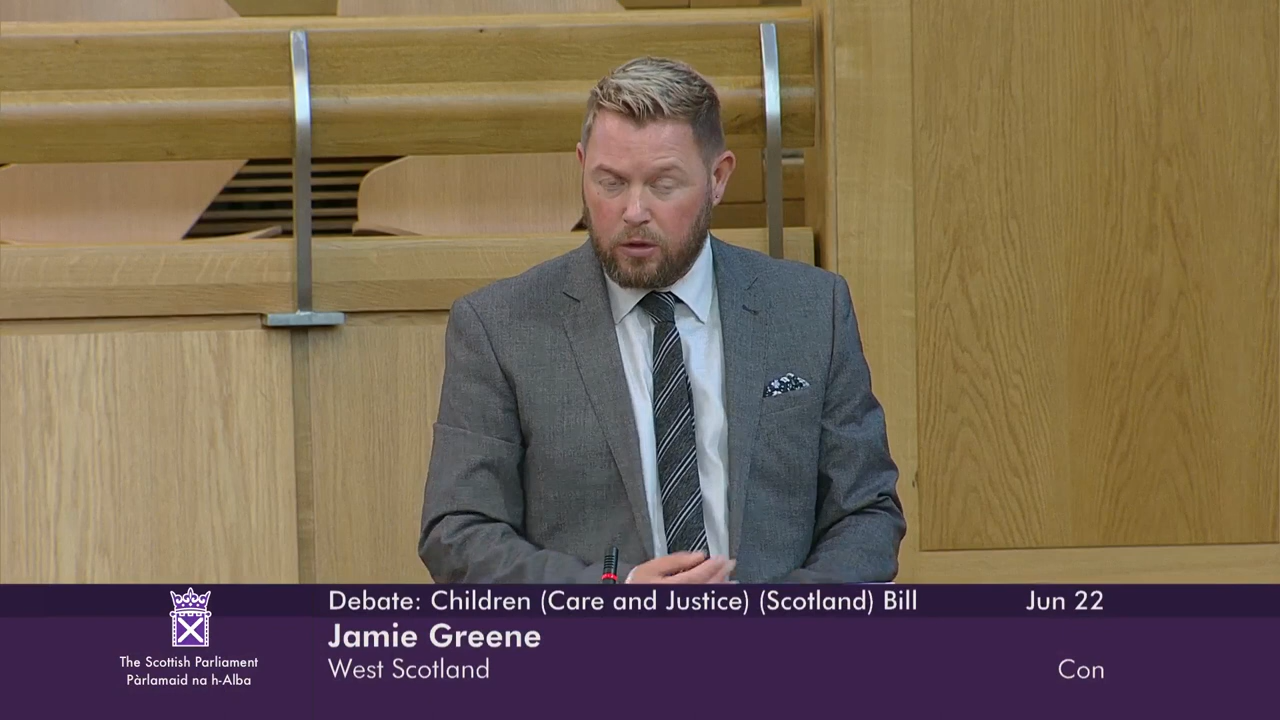 Debate: Children (Care and Justice) (Scotland) Bill Jun 22
Jamie Greene
West Scotland Con
The Scottish Parliament
Pàrlamaid na h-Alba